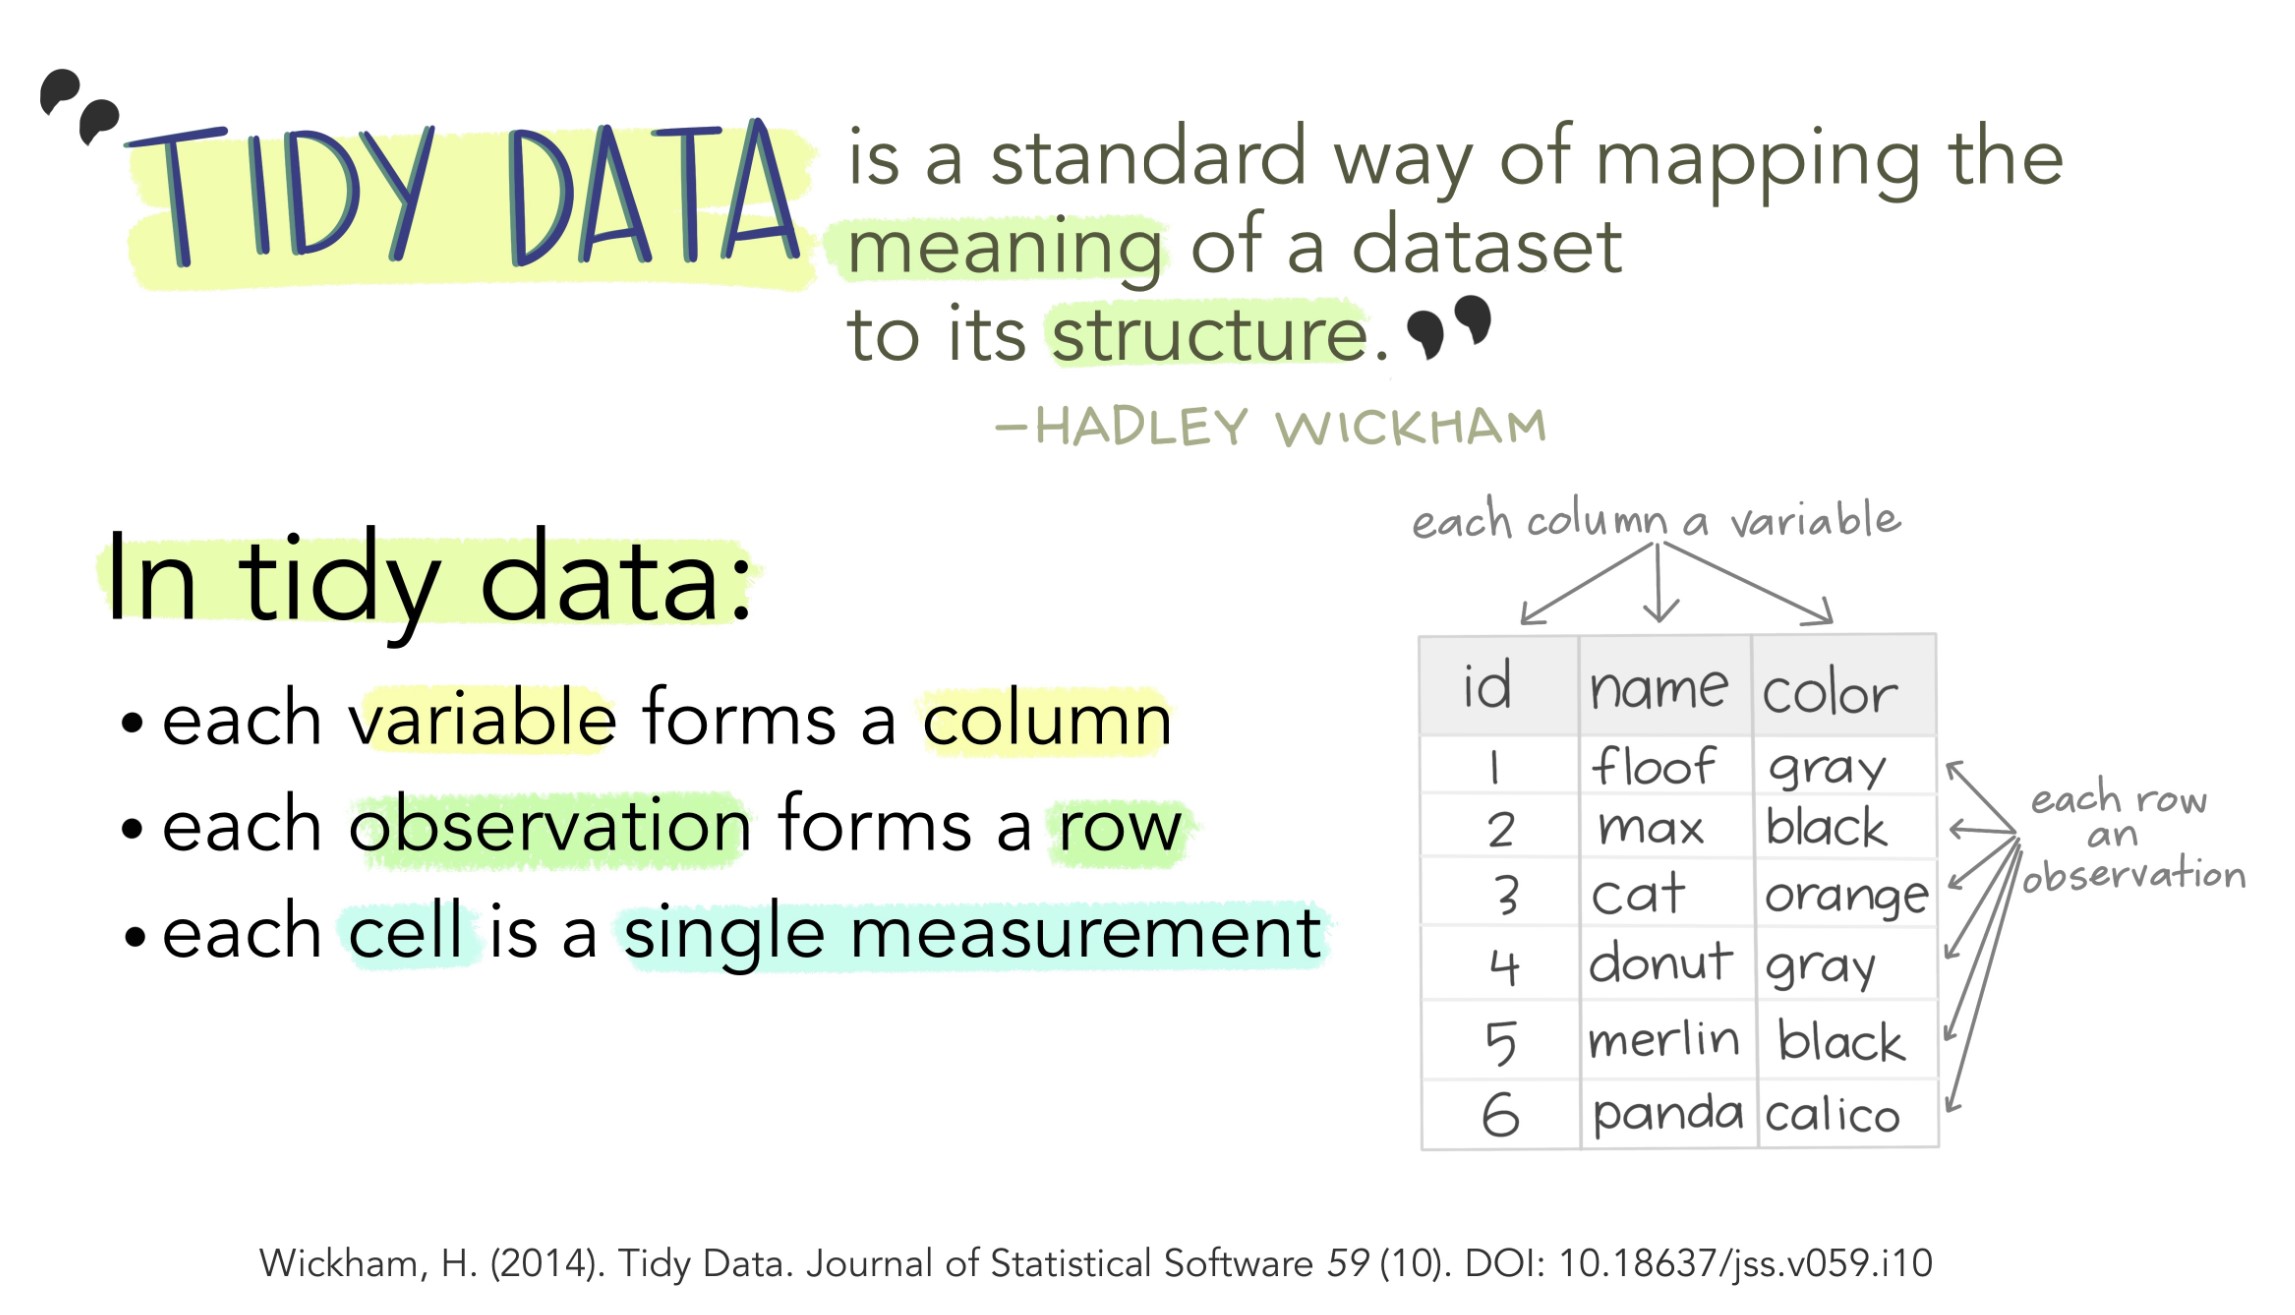 “TIDY DATA is a standard way of mapping the
meaning of a dataset
to its structure.”
–HADLEY WICKHAM
In tidy data:
• each variable forms a column
• each observation forms a row
• each cell is a single measurement
each column a variable
id name color
1 floof gray
2 max black
3 cat orange
4 donut gray
5 merlin black
6 panda calico
each row
an
observation
Wickham, H. (2014). Tidy Data. Journal of Statistical Software 59 (10). DOI: 10.18637/jss.v059.i10